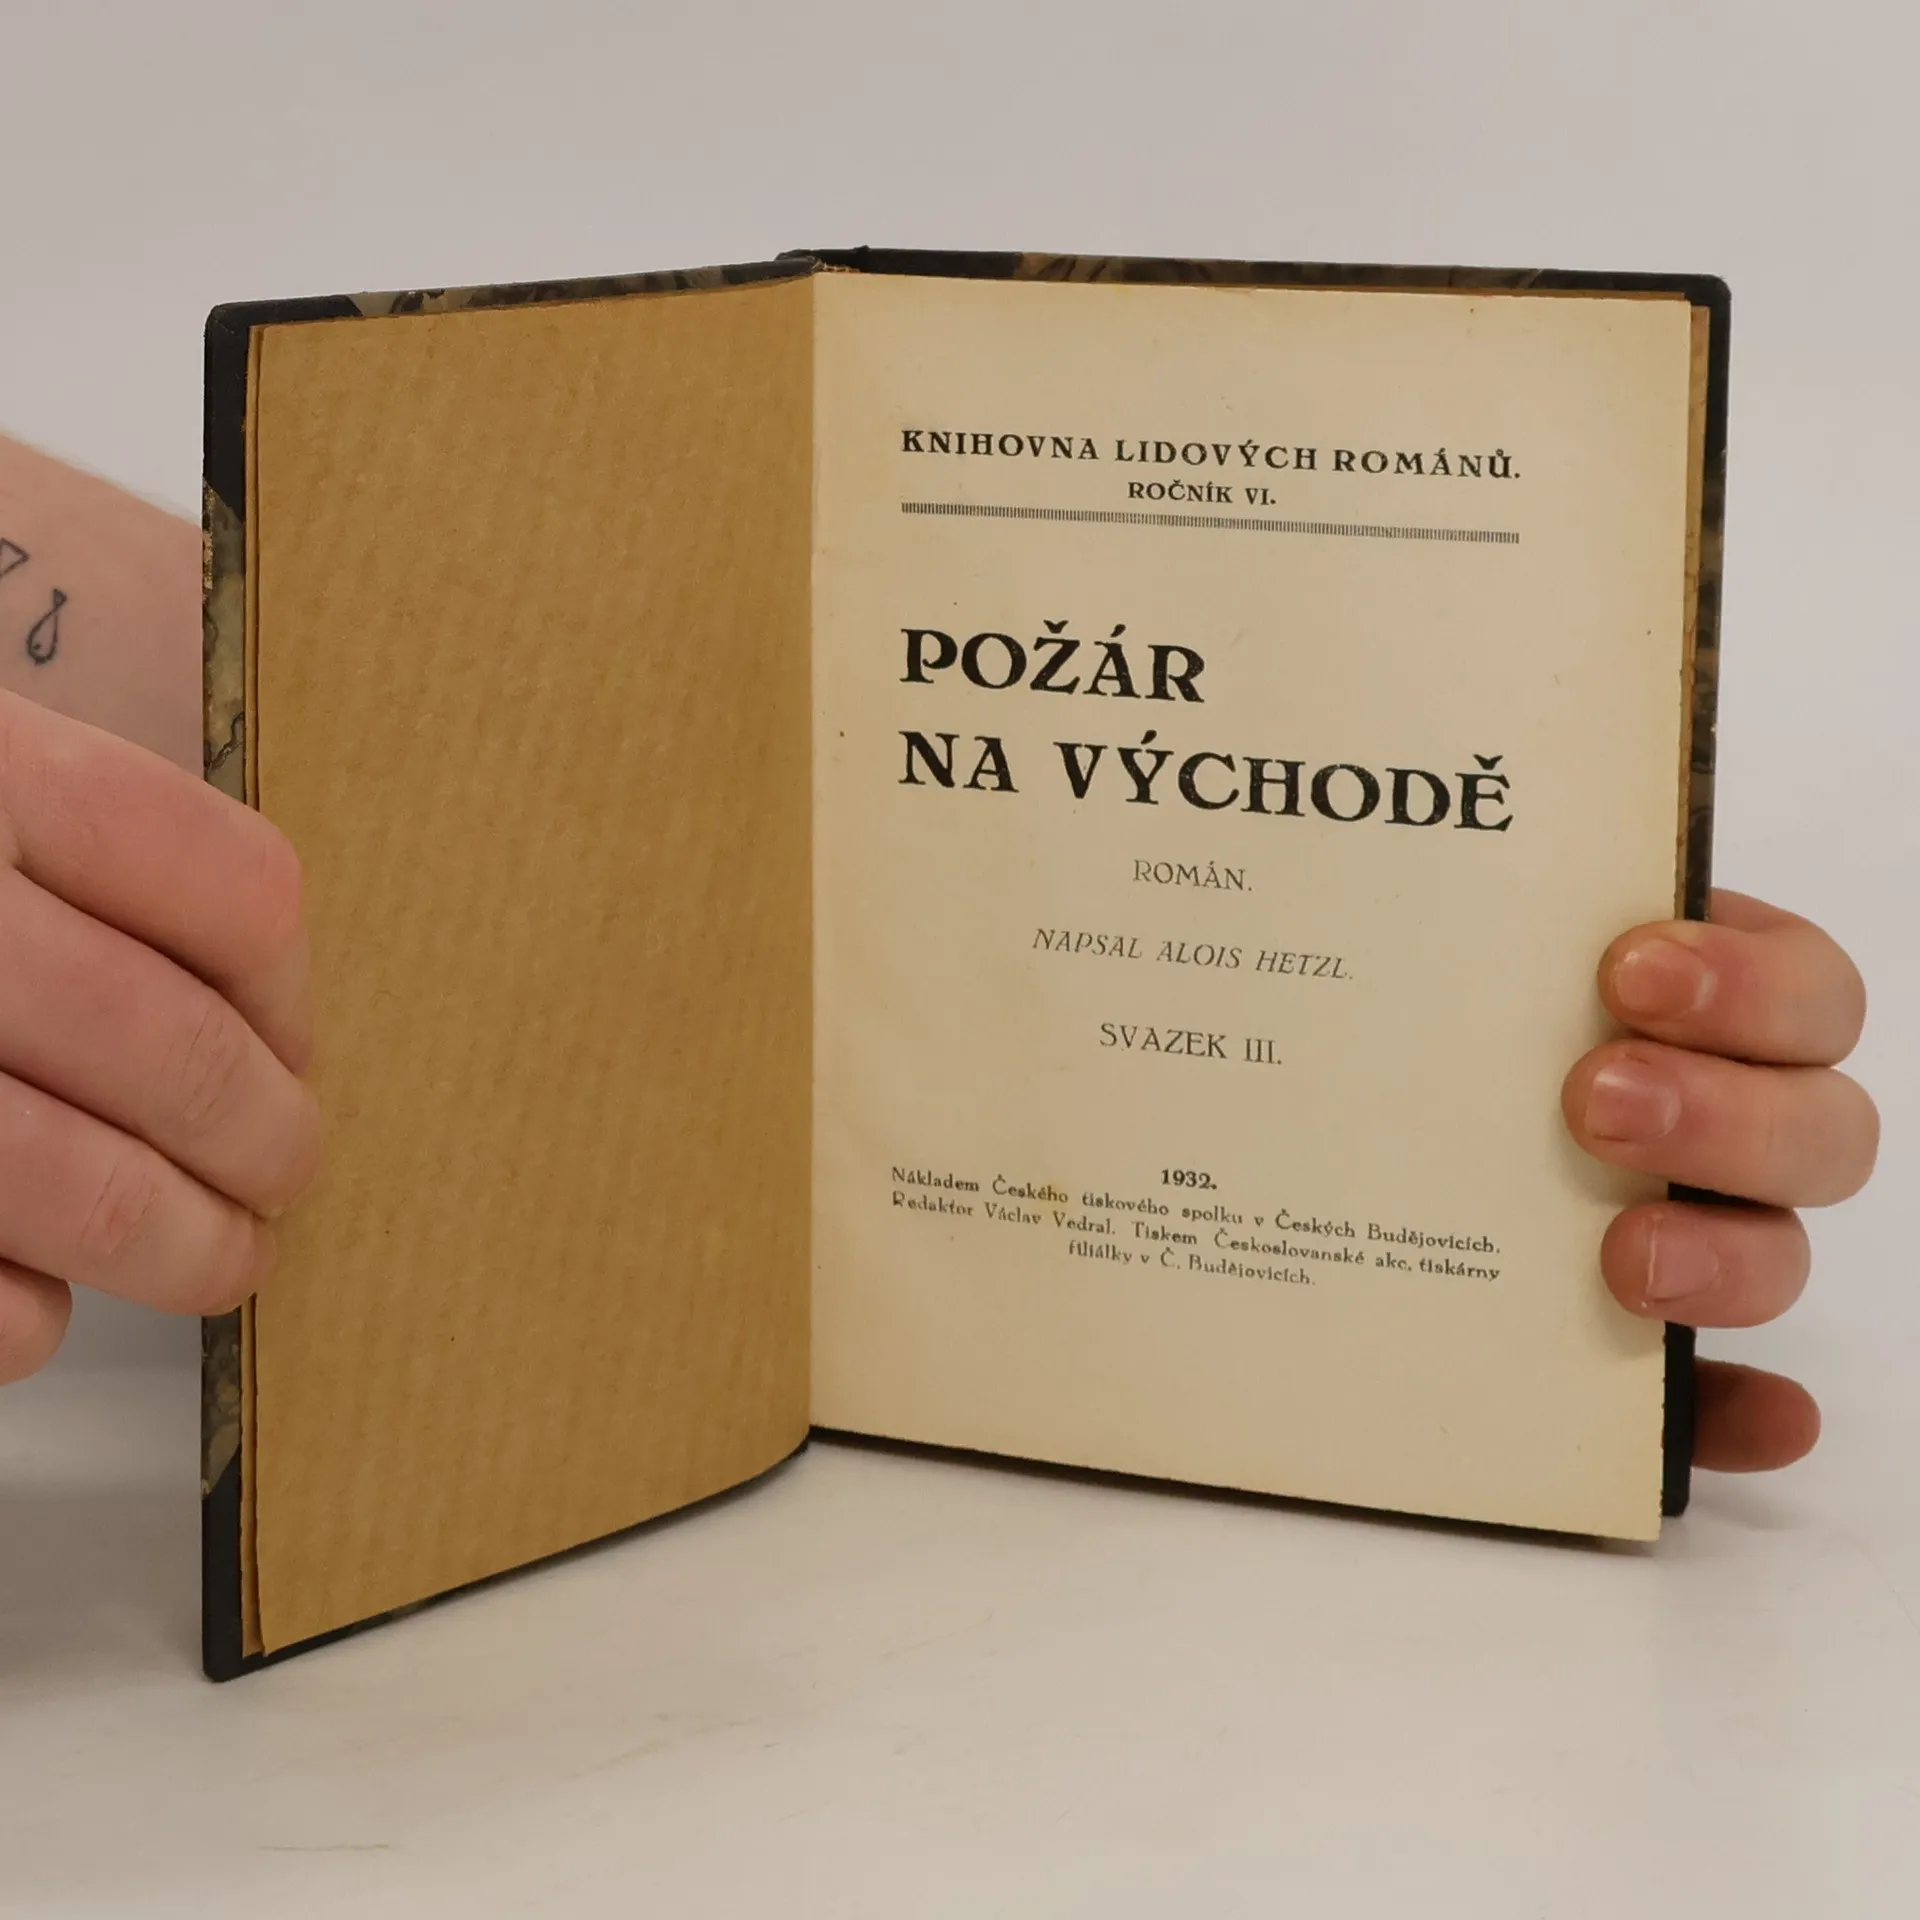 KNIHOVNA LIDOVÝCH ROMÁNŮ.
ROČNÍK VI.
POŽÁR
NA VÝCHODĚ
ROMÁN.
NAPSAL ALOIS HETZL.
SVAZEK III.
1932.
Nákladem Českého tiskového spolku v Českých Budějovicích.
Redaktor Václav Vedral. Tiskem Českoslovanské akc. tiskárny
filiálky v Č. Budějovicích.